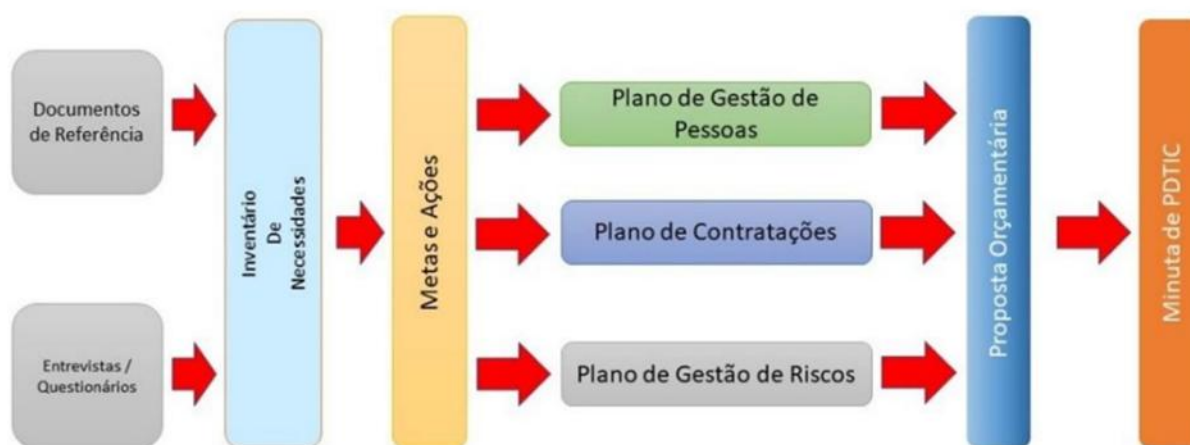 Documentos
de Referência
Entrevistas /
Questionários
Inventário
De
Necessidades
Metas e Ações
Plano de Gestão de
Pessoas
Plano de Contratações
Plano de Gestão de Riscos
Proposta Orçamentária
Minuta de PDTIC